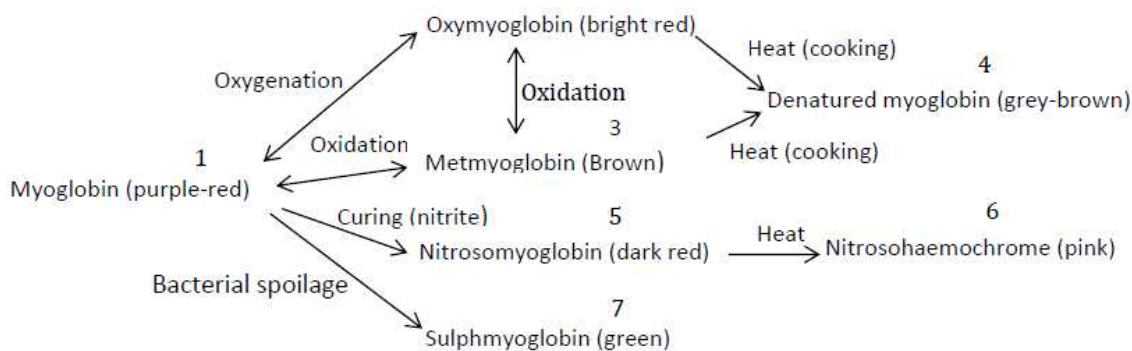 Oxymyoglobin (bright red)
Heat (cooking)
4
Oxygenation
Oxidation
Denatured myoglobin (grey-brown)
3
Oxidation
1
Metmyoglobin (Brown)
Heat (cooking)
Myoglobin (purple-red)
Curing (nitrite)
5
6
Nitrosomyoglobin (dark red)
Heat
Nitrosohaemochrome (pink)
Bacterial spoilage
7
Sulphmyoglobin (green)